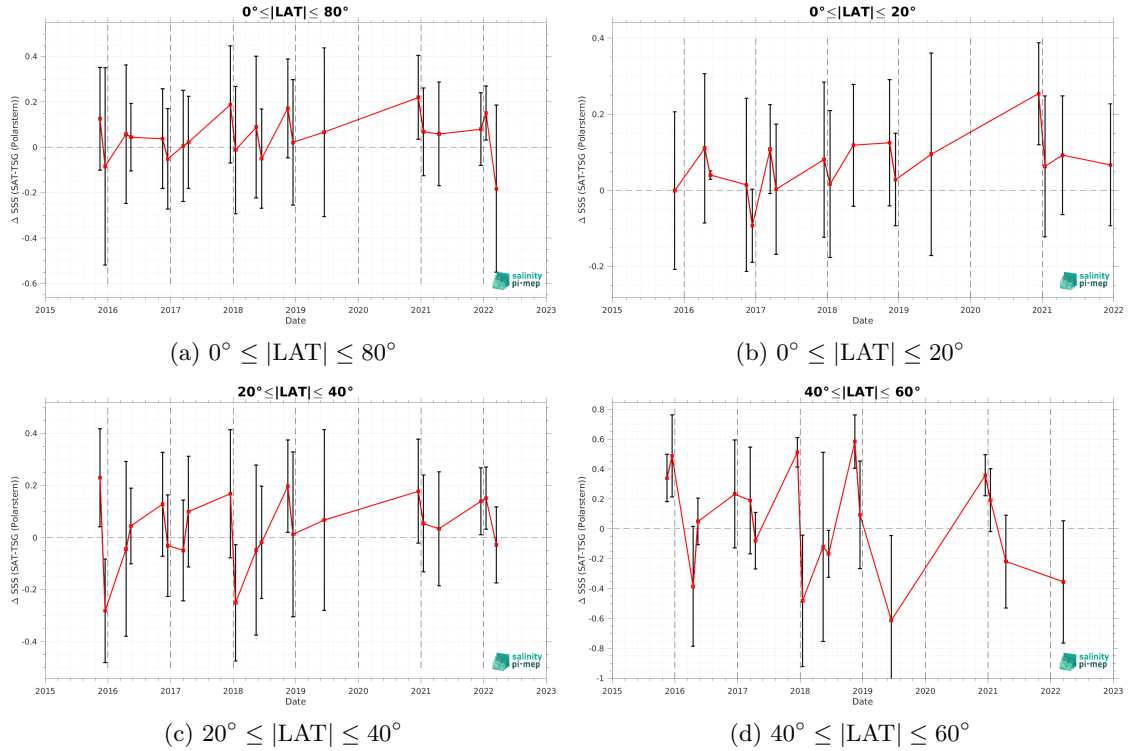 0°≤|LAT|≤ 80°
Δ SSS (SAT-TSG (Polarstern))
0.4
0.2
0
-0.2
-0.4
-0.6
2015 2016 2017 2018 2019 2020 2021 2022 2023
Date
salinity
pi-mep
(a) 0° ≤ |LAT| ≤ 80°
0°≤|LAT|≤ 20°
Δ SSS (SAT-TSG (Polarstern))
0.4
0.2
0
-0.2
2016 2017 2018 2019 2020 2021 2022
Date
salinity
pi-mep
(b) 0° ≤ |LAT| ≤ 20°
20°≤|LAT|≤ 40°
Δ SSS (SAT-TSG (Polarstern))
0.4
0.2
0
-0.2
-0.4
2015 2016 2017 2018 2019 2020 2021 2022 2023
Date
salinity
pi-mep
(c) 20° ≤ |LAT| ≤ 40°
40°≤|LAT|≤ 60°
Δ SSS (SAT-TSG (Polarstern))
0.8
0.6
0.4
0.2
0
-0.2
-0.4
-0.6
-0.8
-1
2015 2016 2017 2018 2019 2020 2021 2022 2023
Date
salinity
pi-mep
(d) 40° ≤ |LAT| ≤ 60°